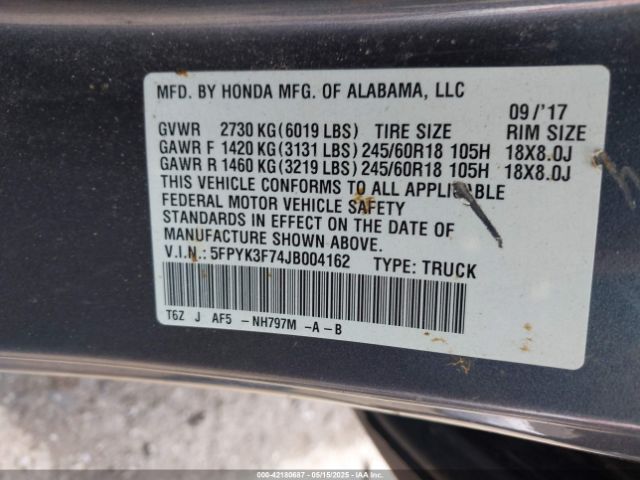 MFD. BY HONDA MFG. OF ALABAMA, LLC
09/'17
GVWR 2730 KG(6019 LBS) TIRE SIZE RIM SIZE
GAWR F 1420 KG(3131 LBS) 245/60R18 105H 18X8.0J
GAWR R 1460 KG(3219 LBS) 245/60R18 105H 18X8.0J
THIS VEHICLE CONFORMS TO ALL APPLICABLE
FEDERAL MOTOR VEHICLE SAFETY
STANDARDS IN EFFECT ON THE DATE OF
MANUFACTURE SHOWN ABOVE.
V.I.N.: 5FPYK3F74JB004162 TYPE: TRUCK
T6Z J AF5 -NH797M -A-B
000-42180687 - 05/15/2025 - IAAI.COM